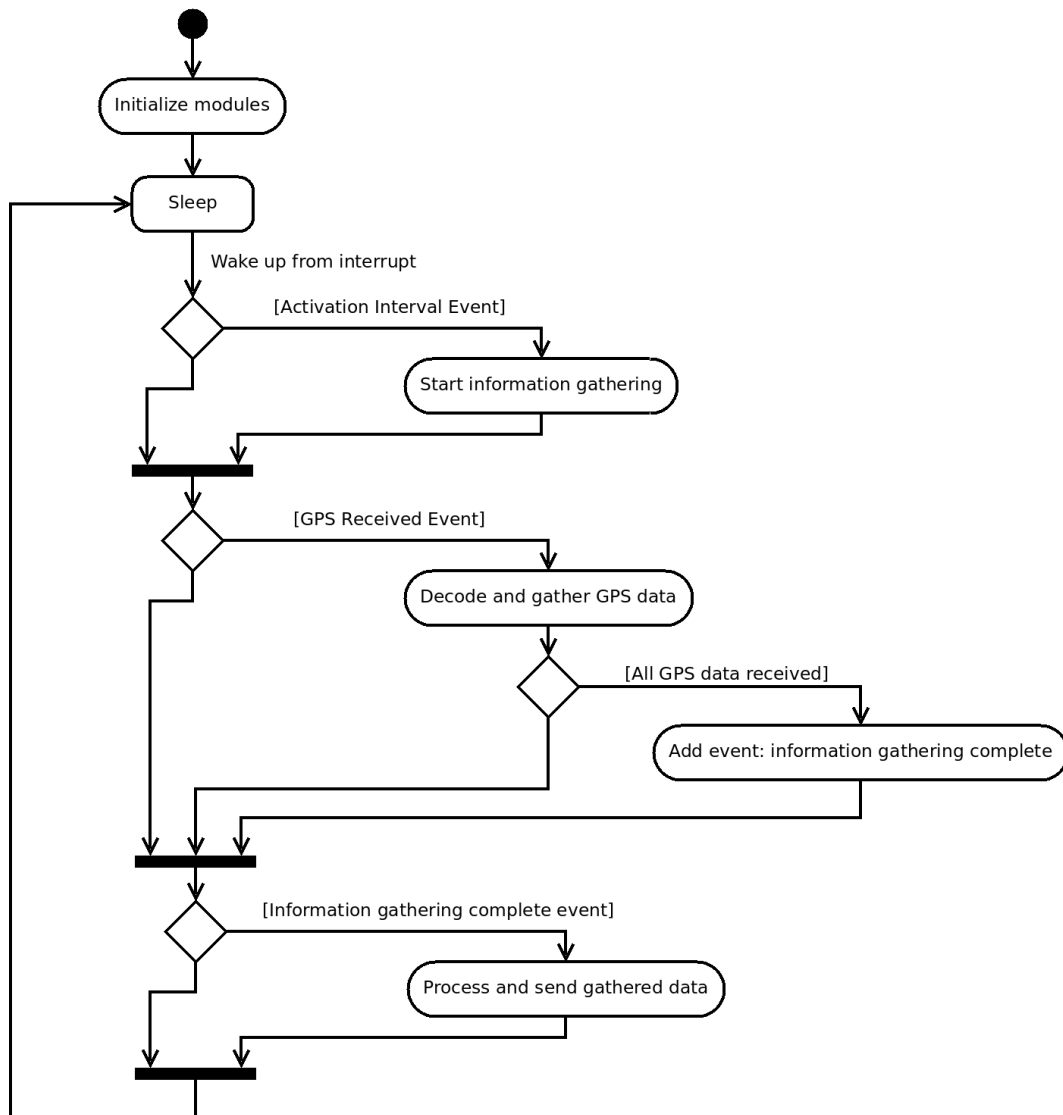 Initialize modules
Sleep
Wake up from interrupt
[Activation Interval Event]
Start information gathering
[GPS Received Event]
Decode and gather GPS data
[All GPS data received]
Add event: information gathering complete
[Information gathering complete event]
Process and send gathered data